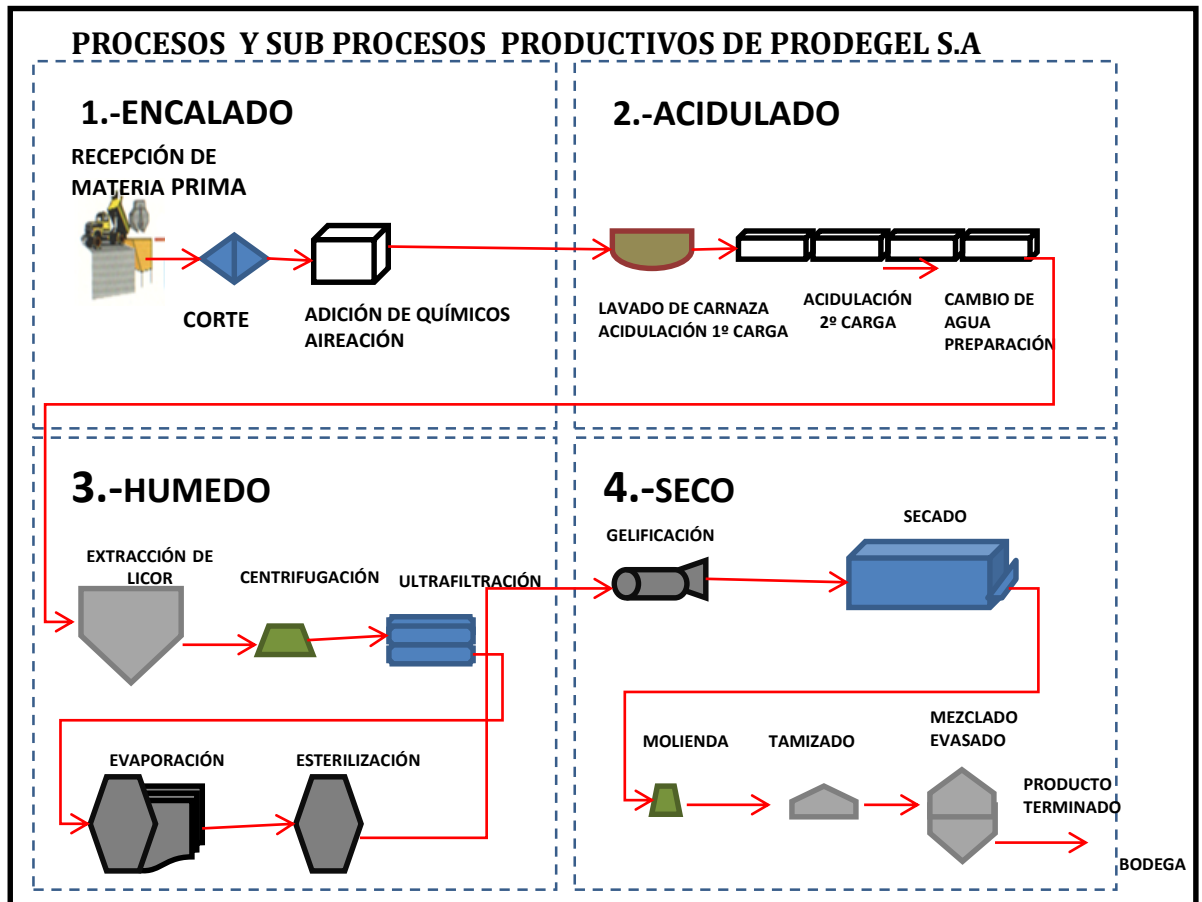 PROCESOS Y SUB PROCESOS PRODUCTIVOS DE PRODEGEL S.A
1.-ENCALADO
RECEPCIÓN DE
MATERIA PRIMA
CORTE
ADICIÓN DE QUÍMICOS
AIREACIÓN
2.-ACIDULADO
LAVADO DE CARNAZA
ACIDULACIÓN 1º CARGA
ACIDULACIÓN
2º CARGA
CAMBIO DE
AGUA
PREPARACIÓN
3.-HUMEDO
EXTRACCIÓN DE
LICOR
CENTRIFUGACIÓN
ULTRAFILTRACIÓN
EVAPORACIÓN
ESTERILIZACIÓN
4.-SECO
GELIFICACIÓN
SECADO
MOLIENDA
TAMIZADO
MEZCLADO
EVASADO
PRODUCTO
TERMINADO
BODEGA